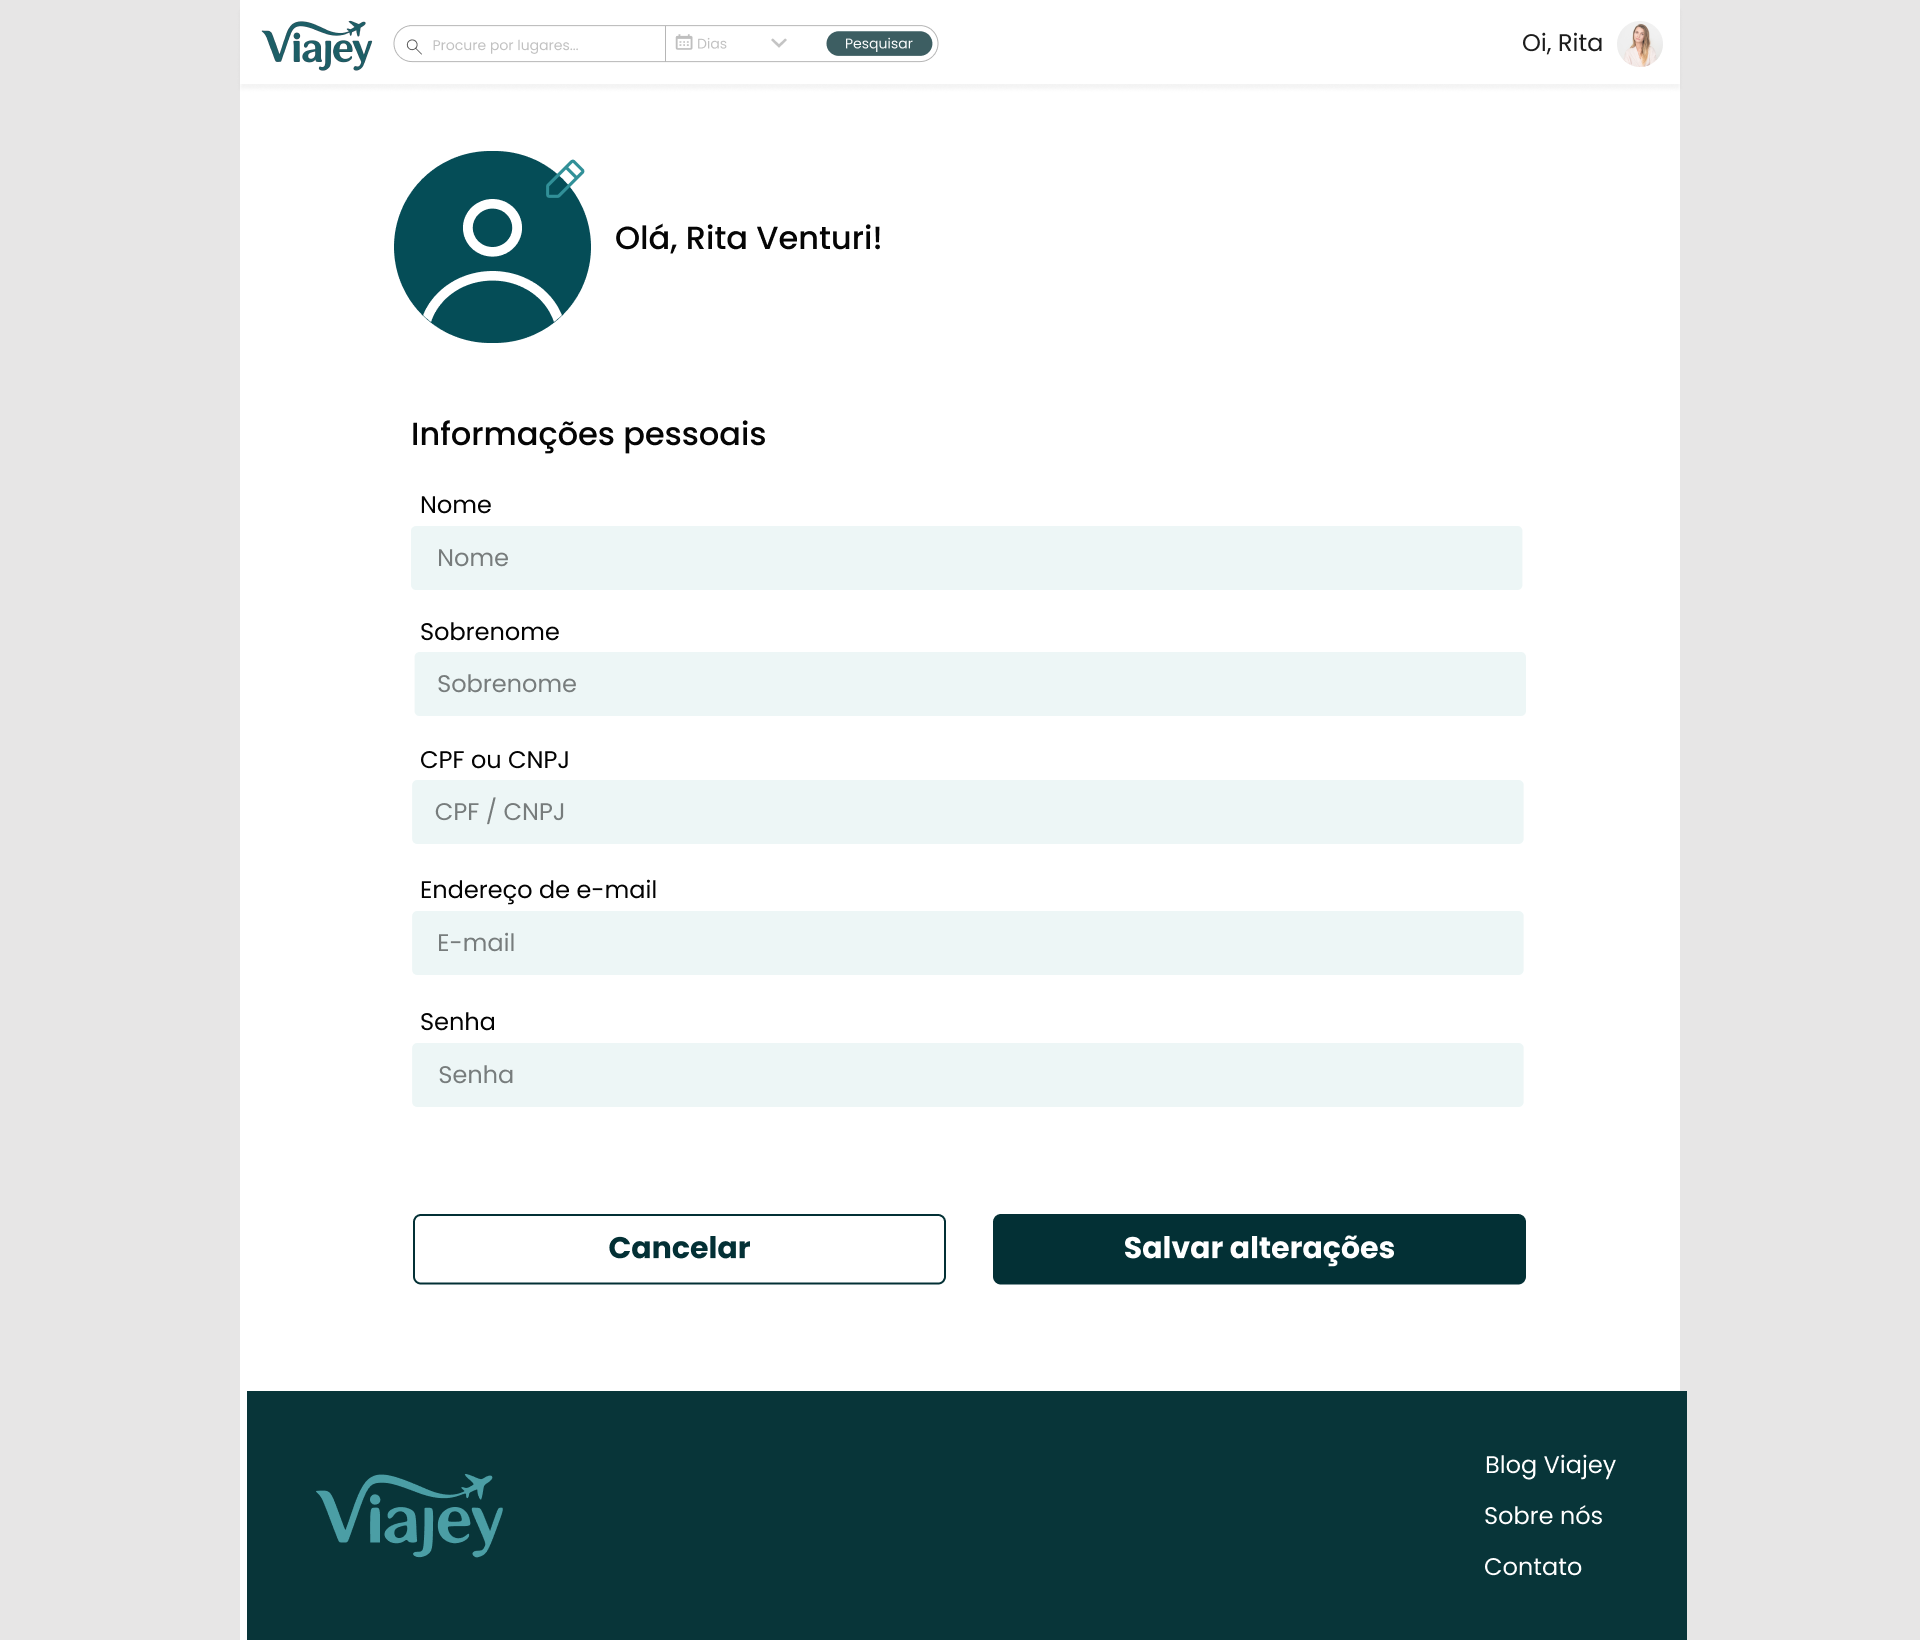 Viajey
Procure por lugares...
Dias
Pesquisar
Oi, Rita
Olá, Rita Venturi!
Informações pessoais
Nome
Nome
Sobrenome
Sobrenome
CPF ou CNPJ
CPF / CNPJ
Endereço de e-mail
E-mail
Senha
Senha
Cancelar
Salvar alterações
Viajey
Blog Viajey
Sobre nós
Contato